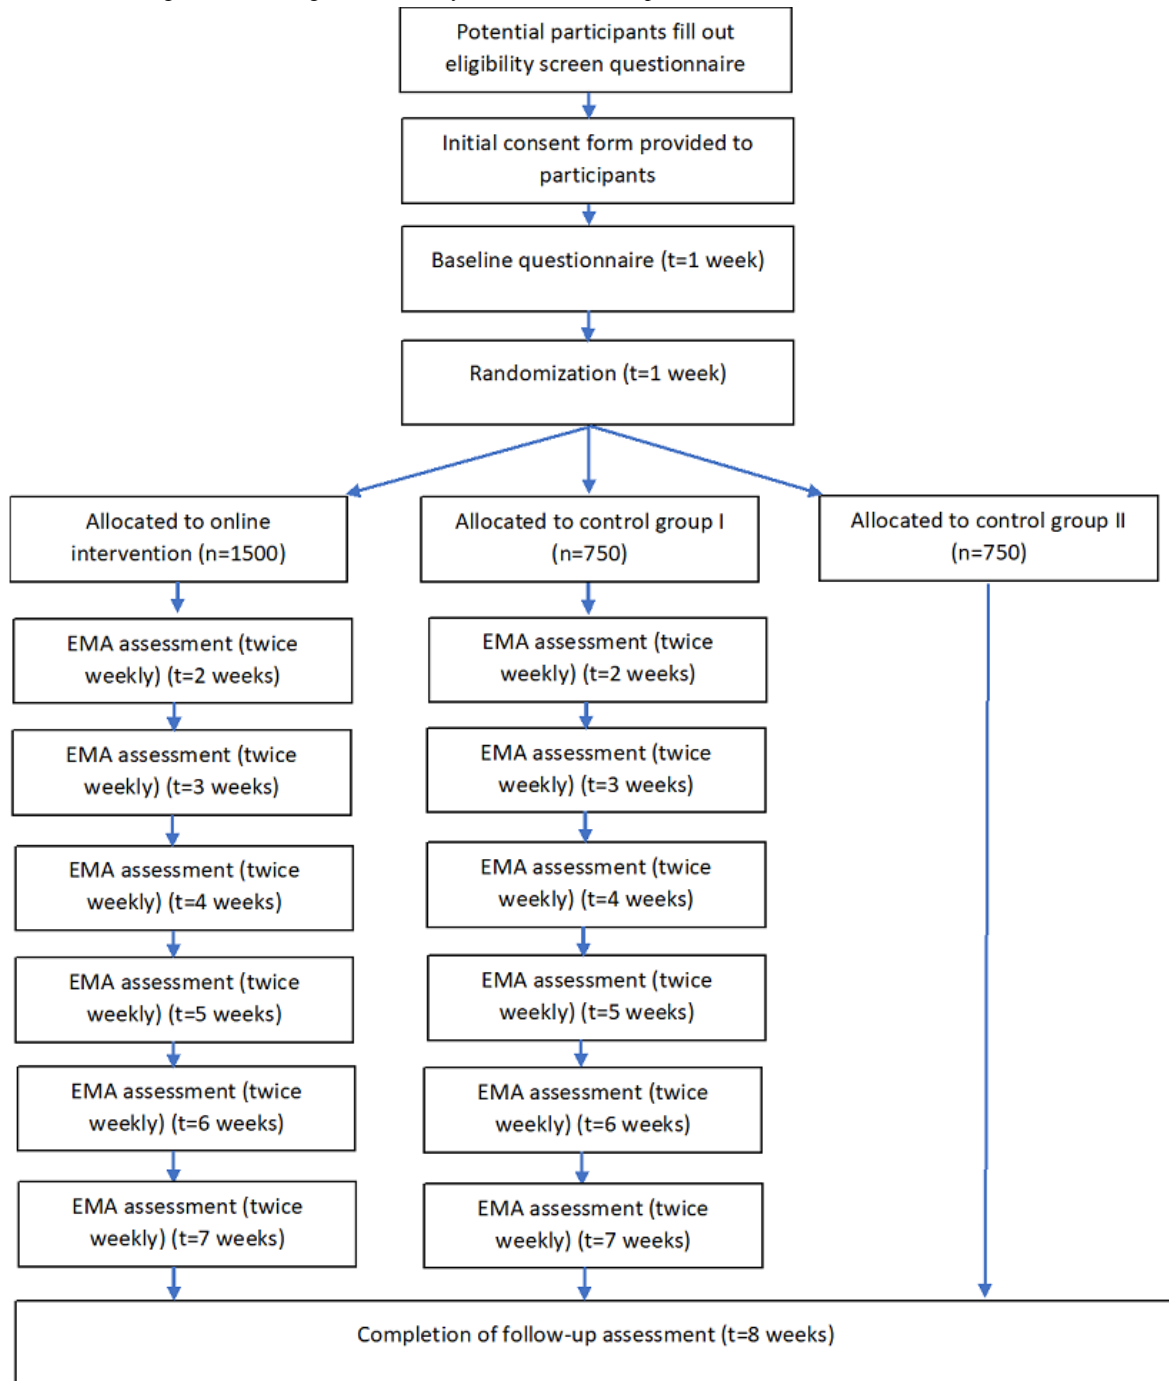 Potential participants fill out
eligibility screen questionnaire
Initial consent form provided to
participants
Baseline questionnaire (t=1 week)
Randomization (t=1 week)
Allocated to online
intervention (n=1500)
Allocated to control group I
(n=750)
Allocated to control group II
(n=750)
EMA assessment (twice
weekly) (t=2 weeks)
EMA assessment (twice
weekly) (t=2 weeks)
EMA assessment (twice
weekly) (t=3 weeks)
EMA assessment (twice
weekly) (t=3 weeks)
EMA assessment (twice
weekly) (t=4 weeks)
EMA assessment (twice
weekly) (t=4 weeks)
EMA assessment (twice
weekly) (t=5 weeks)
EMA assessment (twice
weekly) (t=5 weeks)
EMA assessment (twice
weekly) (t=6 weeks)
EMA assessment (twice
weekly) (t=6 weeks)
EMA assessment (twice
weekly) (t=7 weeks)
EMA assessment (twice
weekly) (t=7 weeks)
Completion of follow-up assessment (t=8 weeks)